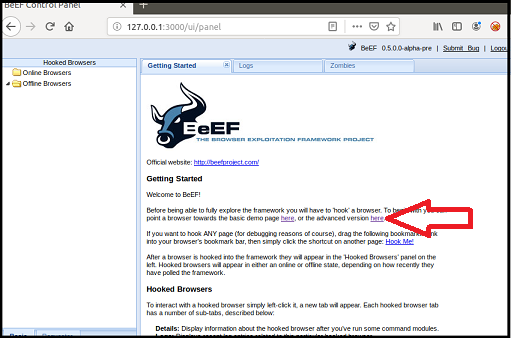 BeEF Control Panel
127.0.0.1:3000/ui/panel
BeEF 0.5.0.0-alpha-pre | Submit Bug | Logout
Hooked Browsers
Online Browsers
Offline Browsers
Getting Started
Logs
Zombies
BeEF
THE BROWSER EXPLOITATION FRAMEWORK PROJECT
Official website: http://beefproject.com/
Getting Started
Welcome to BeEF!
Before being able to fully explore the framework you will have to 'hook' a browser. To be with you can
point a browser towards the basic demo page here, or the advanced version here.
If you want to hook ANY page (for debugging reasons of course), drag the following bookmark
into your browser's bookmark bar, then simply click the shortcut on another page: Hook Me!
After a browser is hooked into the framework they will appear in the 'Hooked Browsers' panel on the
left. Hooked browsers will appear in either an online or offline state, depending on how recently they
have polled the framework.
Hooked Browsers
To interact with a hooked browser simply left-click it, a new tab will appear. Each hooked browser tab
has a number of sub-tabs, described below:
Details: Display information about the hooked browser after you've run some command modules.